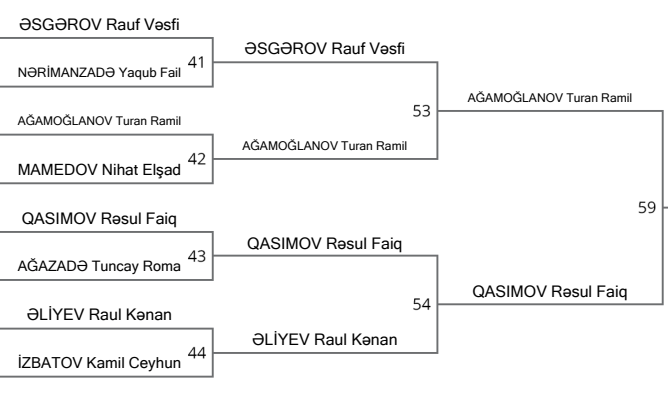 ƏSGƏROV Rauf Vəsfi
41
NƏRİMANZADƏ Yaqub Fail
ƏSGƏROV Rauf Vəsfi
53
AĞAMOĞLANOV Turan Ramil
42
MAMEDOV Nihat Elşad
AĞAMOĞLANOV Turan Ramil
AĞAMOĞLANOV Turan Ramil
59
QASIMOV Rəsul Faiq
43
AĞAZADƏ Tuncay Roma
QASIMOV Rəsul Faiq
54
QASIMOV Rəsul Faiq
ƏLİYEV Raul Kənan
44
İZBATOV Kamil Ceyhun
ƏLİYEV Raul Kənan